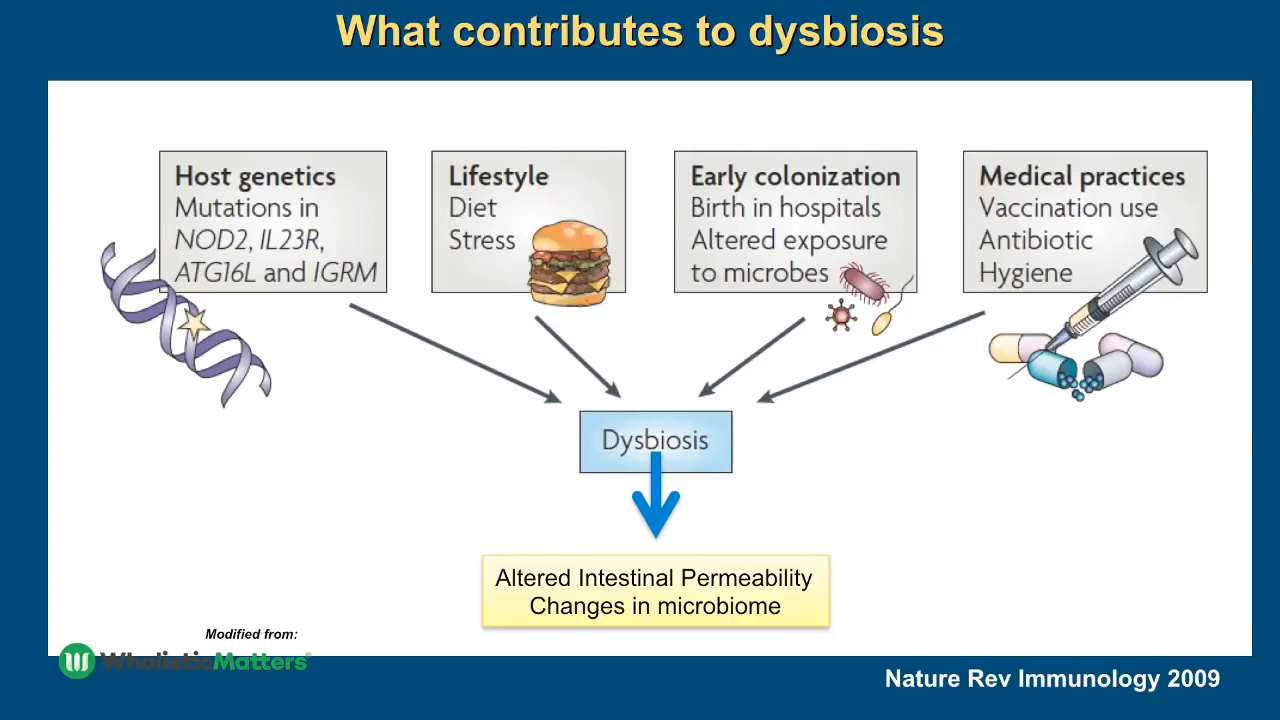 What contributes to dysbiosis
Host genetics
Mutations in
NOD2, IL23R,
ATG16L and IGRM
Lifestyle
Diet
Stress
Early colonization
Birth in hospitals
Altered exposure
to microbes
Medical practices
Vaccination use
Antibiotic
Hygiene
Dysbiosis
Altered Intestinal Permeability
Changes in microbiome
Modified from:
WholisticMatters®
Nature Rev Immunology 2009